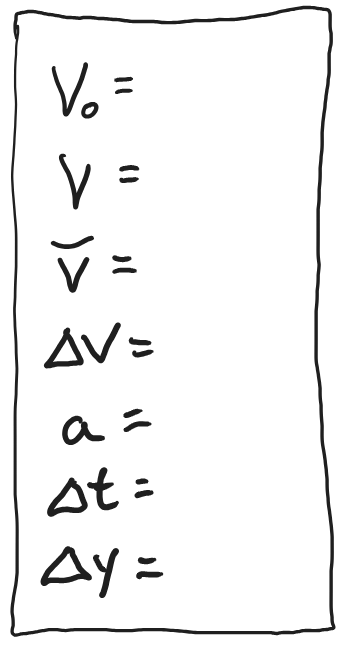 V₀ =
V =
v̄ =
ΔV =
a =
Δt =
Δy =